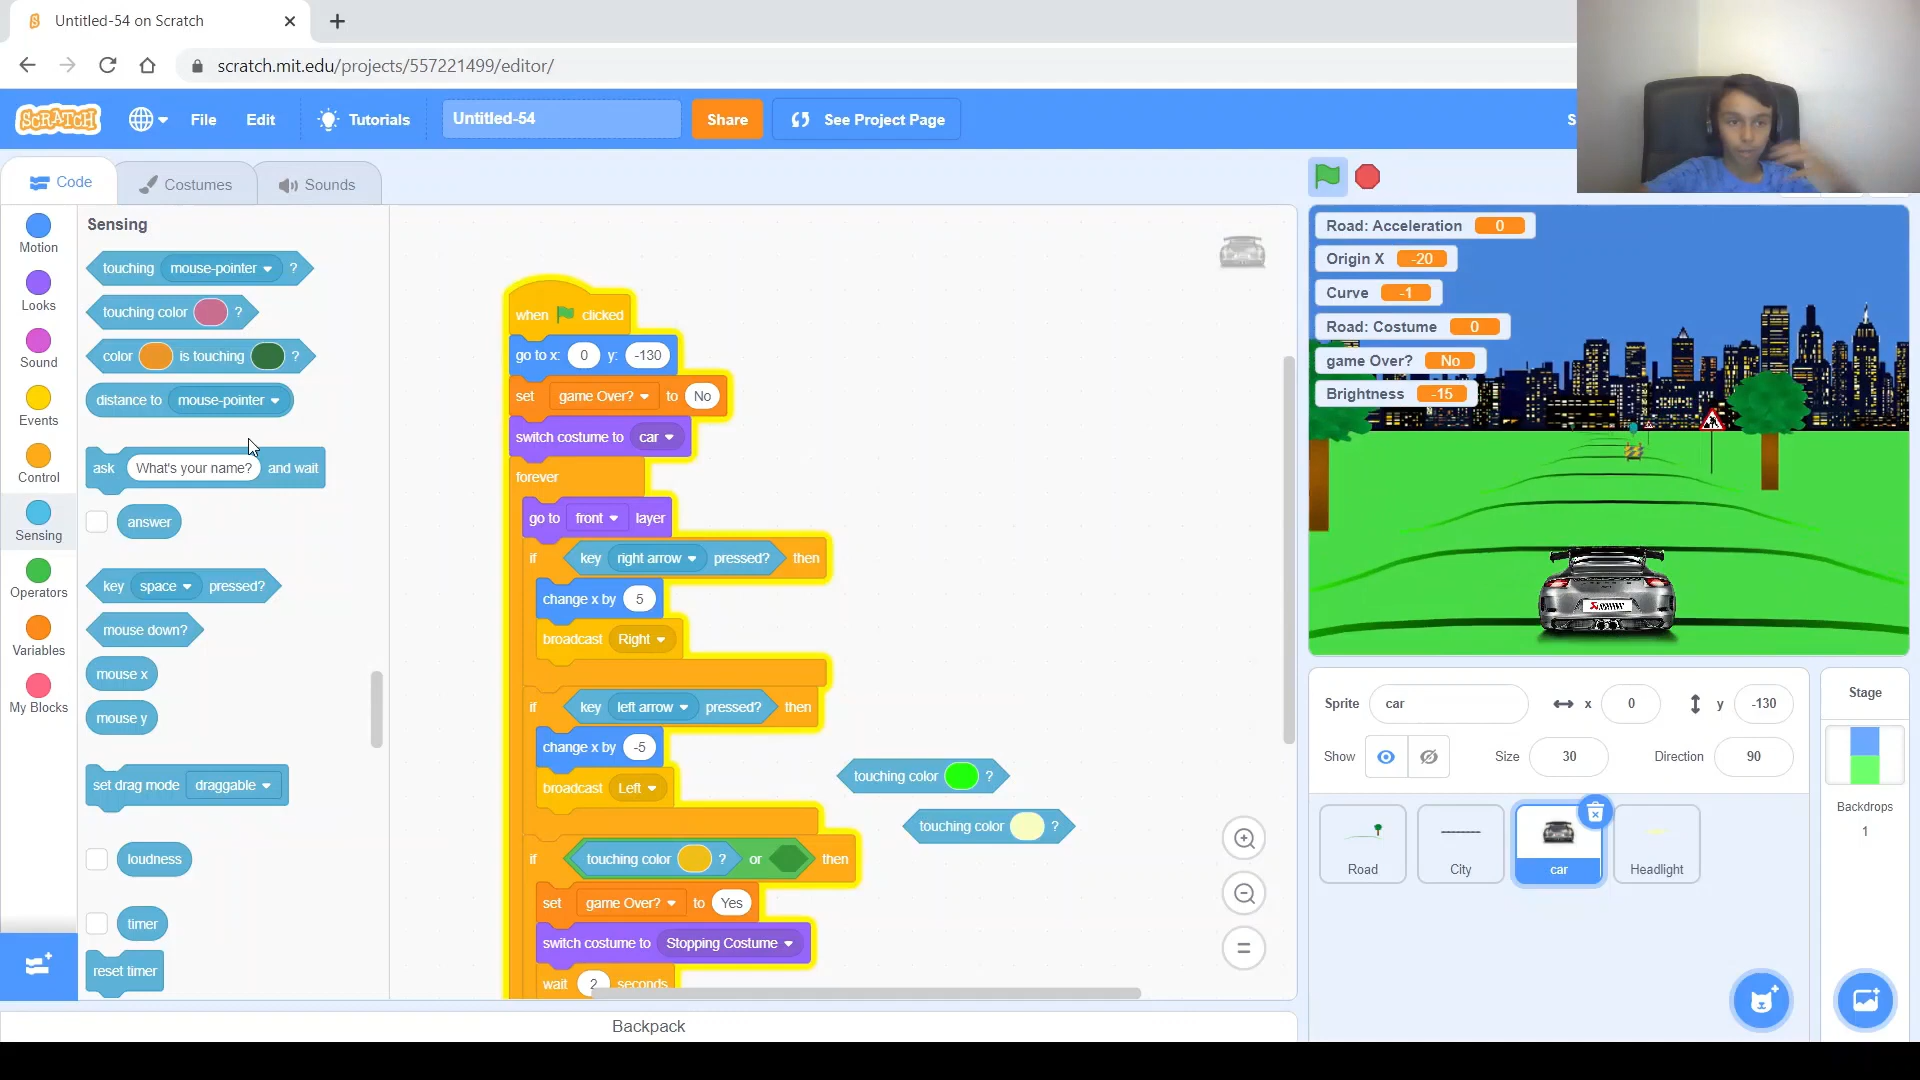 Untitled-54 on Scratch
scratch.mit.edu/projects/557221499/editor/
SCRATCH
File
Edit
Tutorials
Untitled-54
Share
See Project Page
S
Code
Costumes
Sounds
Motion
Looks
Sound
Events
Control
Sensing
Operators
Variables
My Blocks
Sensing
touching mouse-pointer ?
touching color ?
color is touching ?
distance to mouse-pointer
ask What's your name? and wait
answer
key space pressed?
mouse down?
mouse x
mouse y
set drag mode draggable
loudness
timer
reset timer
when clicked
go to x: 0 y: -130
set game Over? to No
switch costume to car
forever
go to front layer
if key right arrow pressed? then
change x by 5
broadcast Right
if key left arrow pressed? then
change x by -5
broadcast Left
if touching color ? or then
set game Over? to Yes
switch costume to Stopping Costume
wait 2 seconds
touching color ?
touching color ?
Backpack
Road: Acceleration 0
Origin X -20
Curve -1
Road: Costume 0
game Over? No
Brightness -15
Sprite car x 0 y -130
Show Size 30 Direction 90
Road
City
car
Headlight
Stage
Backdrops
1